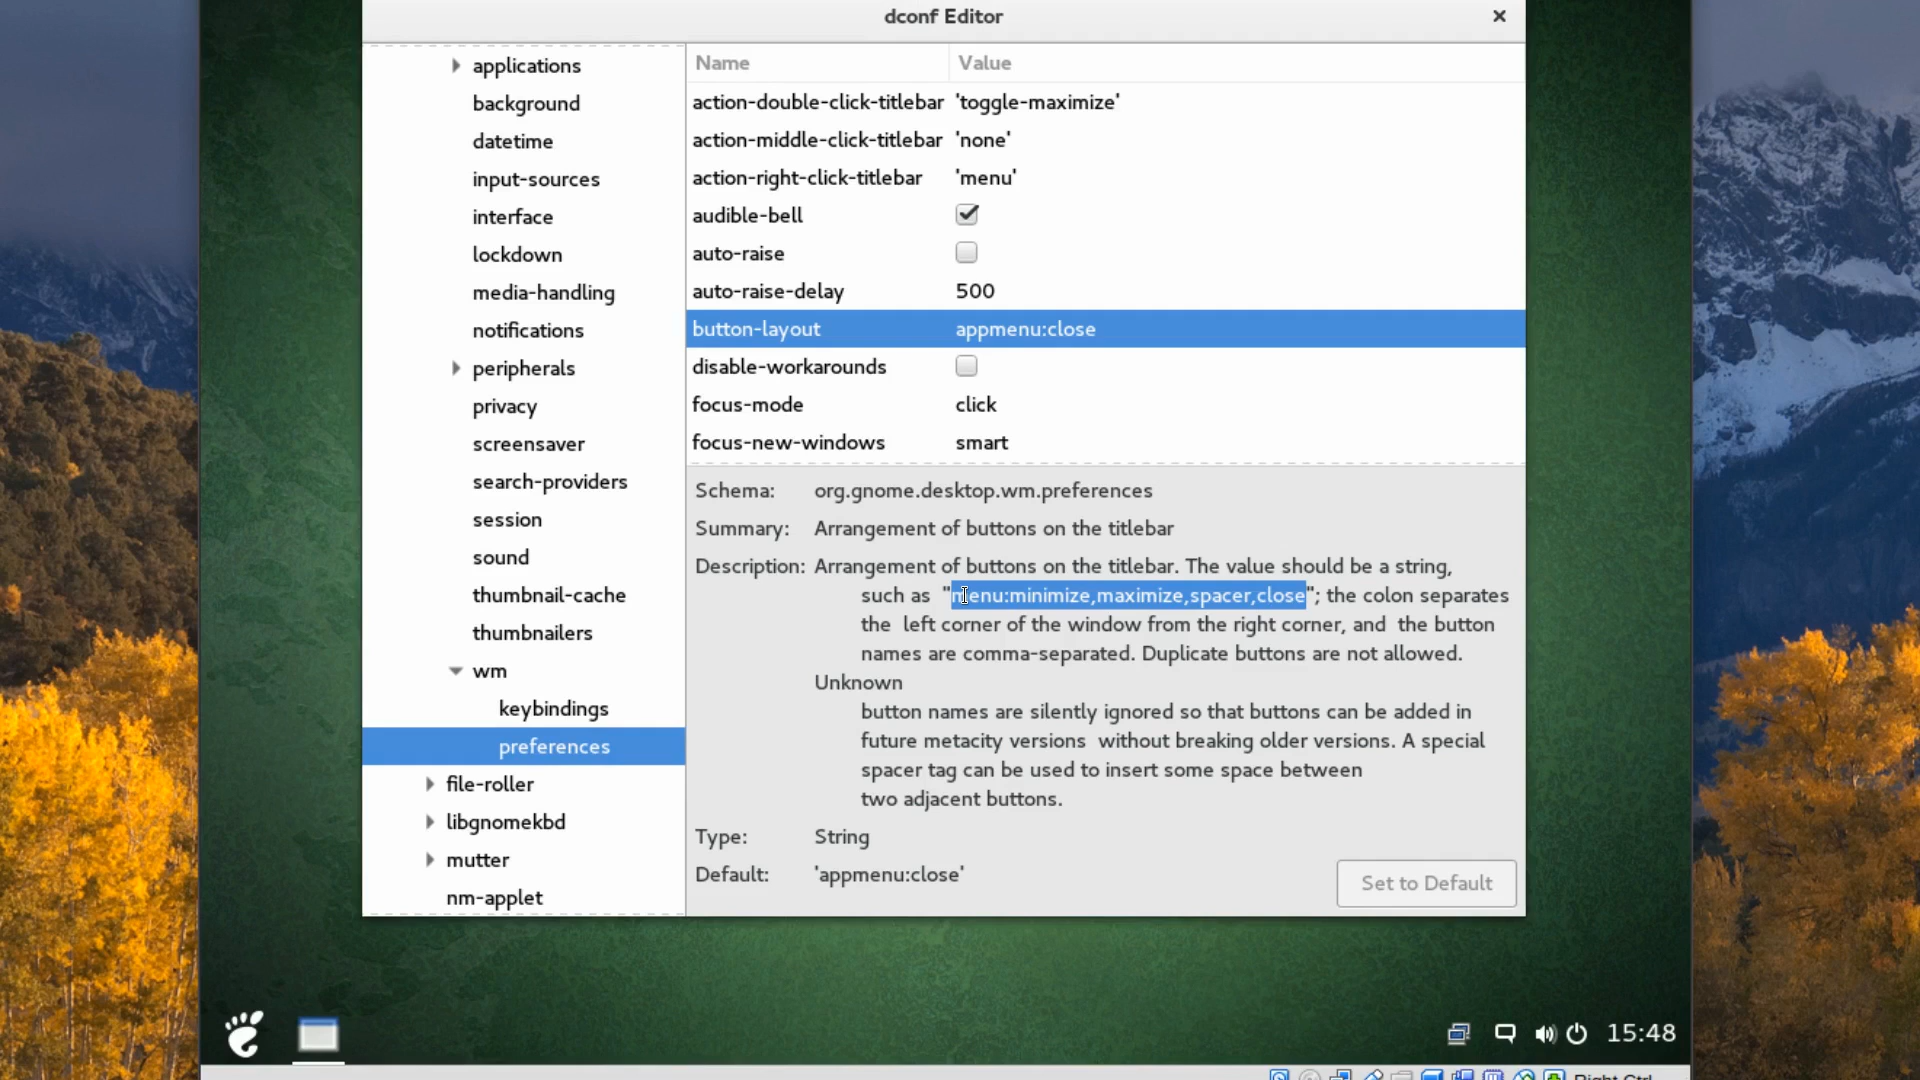 dconf Editor
applications
background
datetime
input-sources
interface
lockdown
media-handling
notifications
peripherals
privacy
screensaver
search-providers
session
sound
thumbnail-cache
thumbnailers
wm
keybindings
preferences
file-roller
libgnomekbd
mutter
nm-applet
Name Value
action-double-click-titlebar 'toggle-maximize'
action-middle-click-titlebar 'none'
action-right-click-titlebar 'menu'
audible-bell
auto-raise
auto-raise-delay 500
button-layout appmenu:close
disable-workarounds
focus-mode click
focus-new-windows smart
Schema: org.gnome.desktop.wm.preferences
Summary: Arrangement of buttons on the titlebar
Description: Arrangement of buttons on the titlebar. The value should be a string,
such as "menu:minimize,maximize,spacer,close"; the colon separates
the left corner of the window from the right corner, and the button
names are comma-separated. Duplicate buttons are not allowed.
Unknown
button names are silently ignored so that buttons can be added in
future metacity versions without breaking older versions. A special
spacer tag can be used to insert some space between
two adjacent buttons.
Type: String
Default: 'appmenu:close'
Set to Default
15:48
Right Ctrl